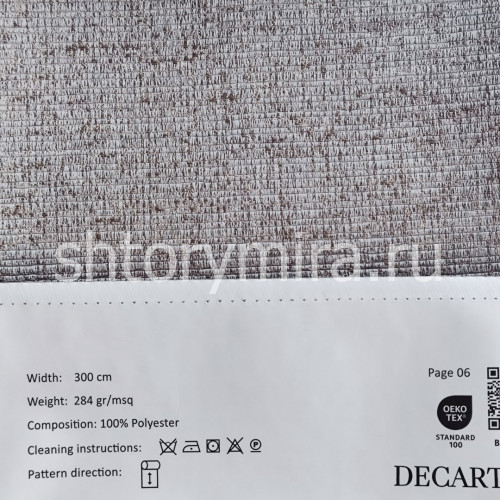 shtorymira.ru
Width: 300 cm
Weight: 284 gr/msq
Composition: 100% Polyester
Cleaning instructions:
Pattern direction:
Page 06
OEKO
TEX®
STANDARD
100
B
DECART